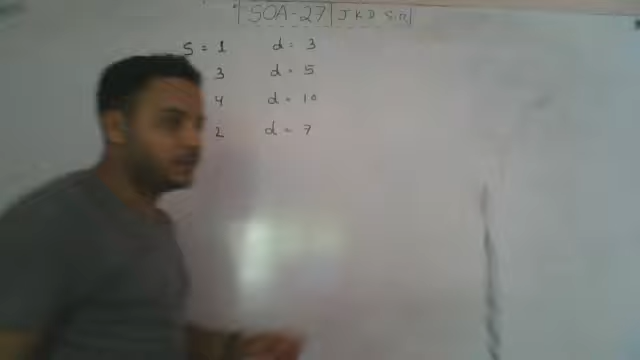 SOA-27 JKD Sir
S = 1 d = 3
3 d = 5
4 d = 10
2 d = 7